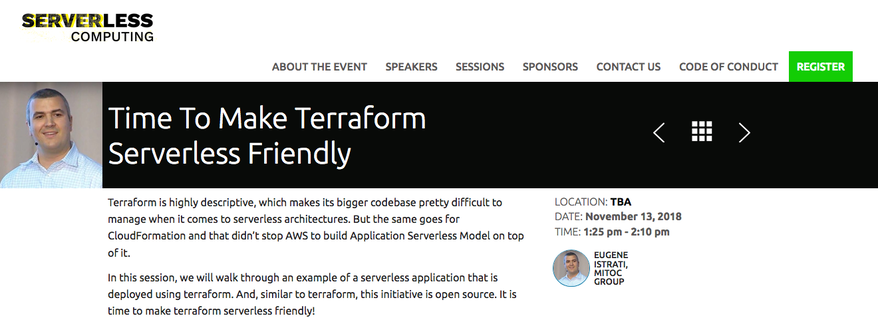 SERVERLESS
COMPUTING
ABOUT THE EVENT SPEAKERS SESSIONS SPONSORS CONTACT US CODE OF CONDUCT REGISTER
Time To Make Terraform
Serverless Friendly
Terraform is highly descriptive, which makes its bigger codebase pretty difficult to
manage when it comes to serverless architectures. But the same goes for
CloudFormation and that didn't stop AWS to build Application Serverless Model on top
of it.
In this session, we will walk through an example of a serverless application that is
deployed using terraform. And, similar to terraform, this initiative is open source. It is
time to make terraform serverless friendly!
LOCATION: TBA
DATE: November 13, 2018
TIME: 1:25 pm - 2:10 pm
EUGENE
ISTRATI,
MITOC
GROUP